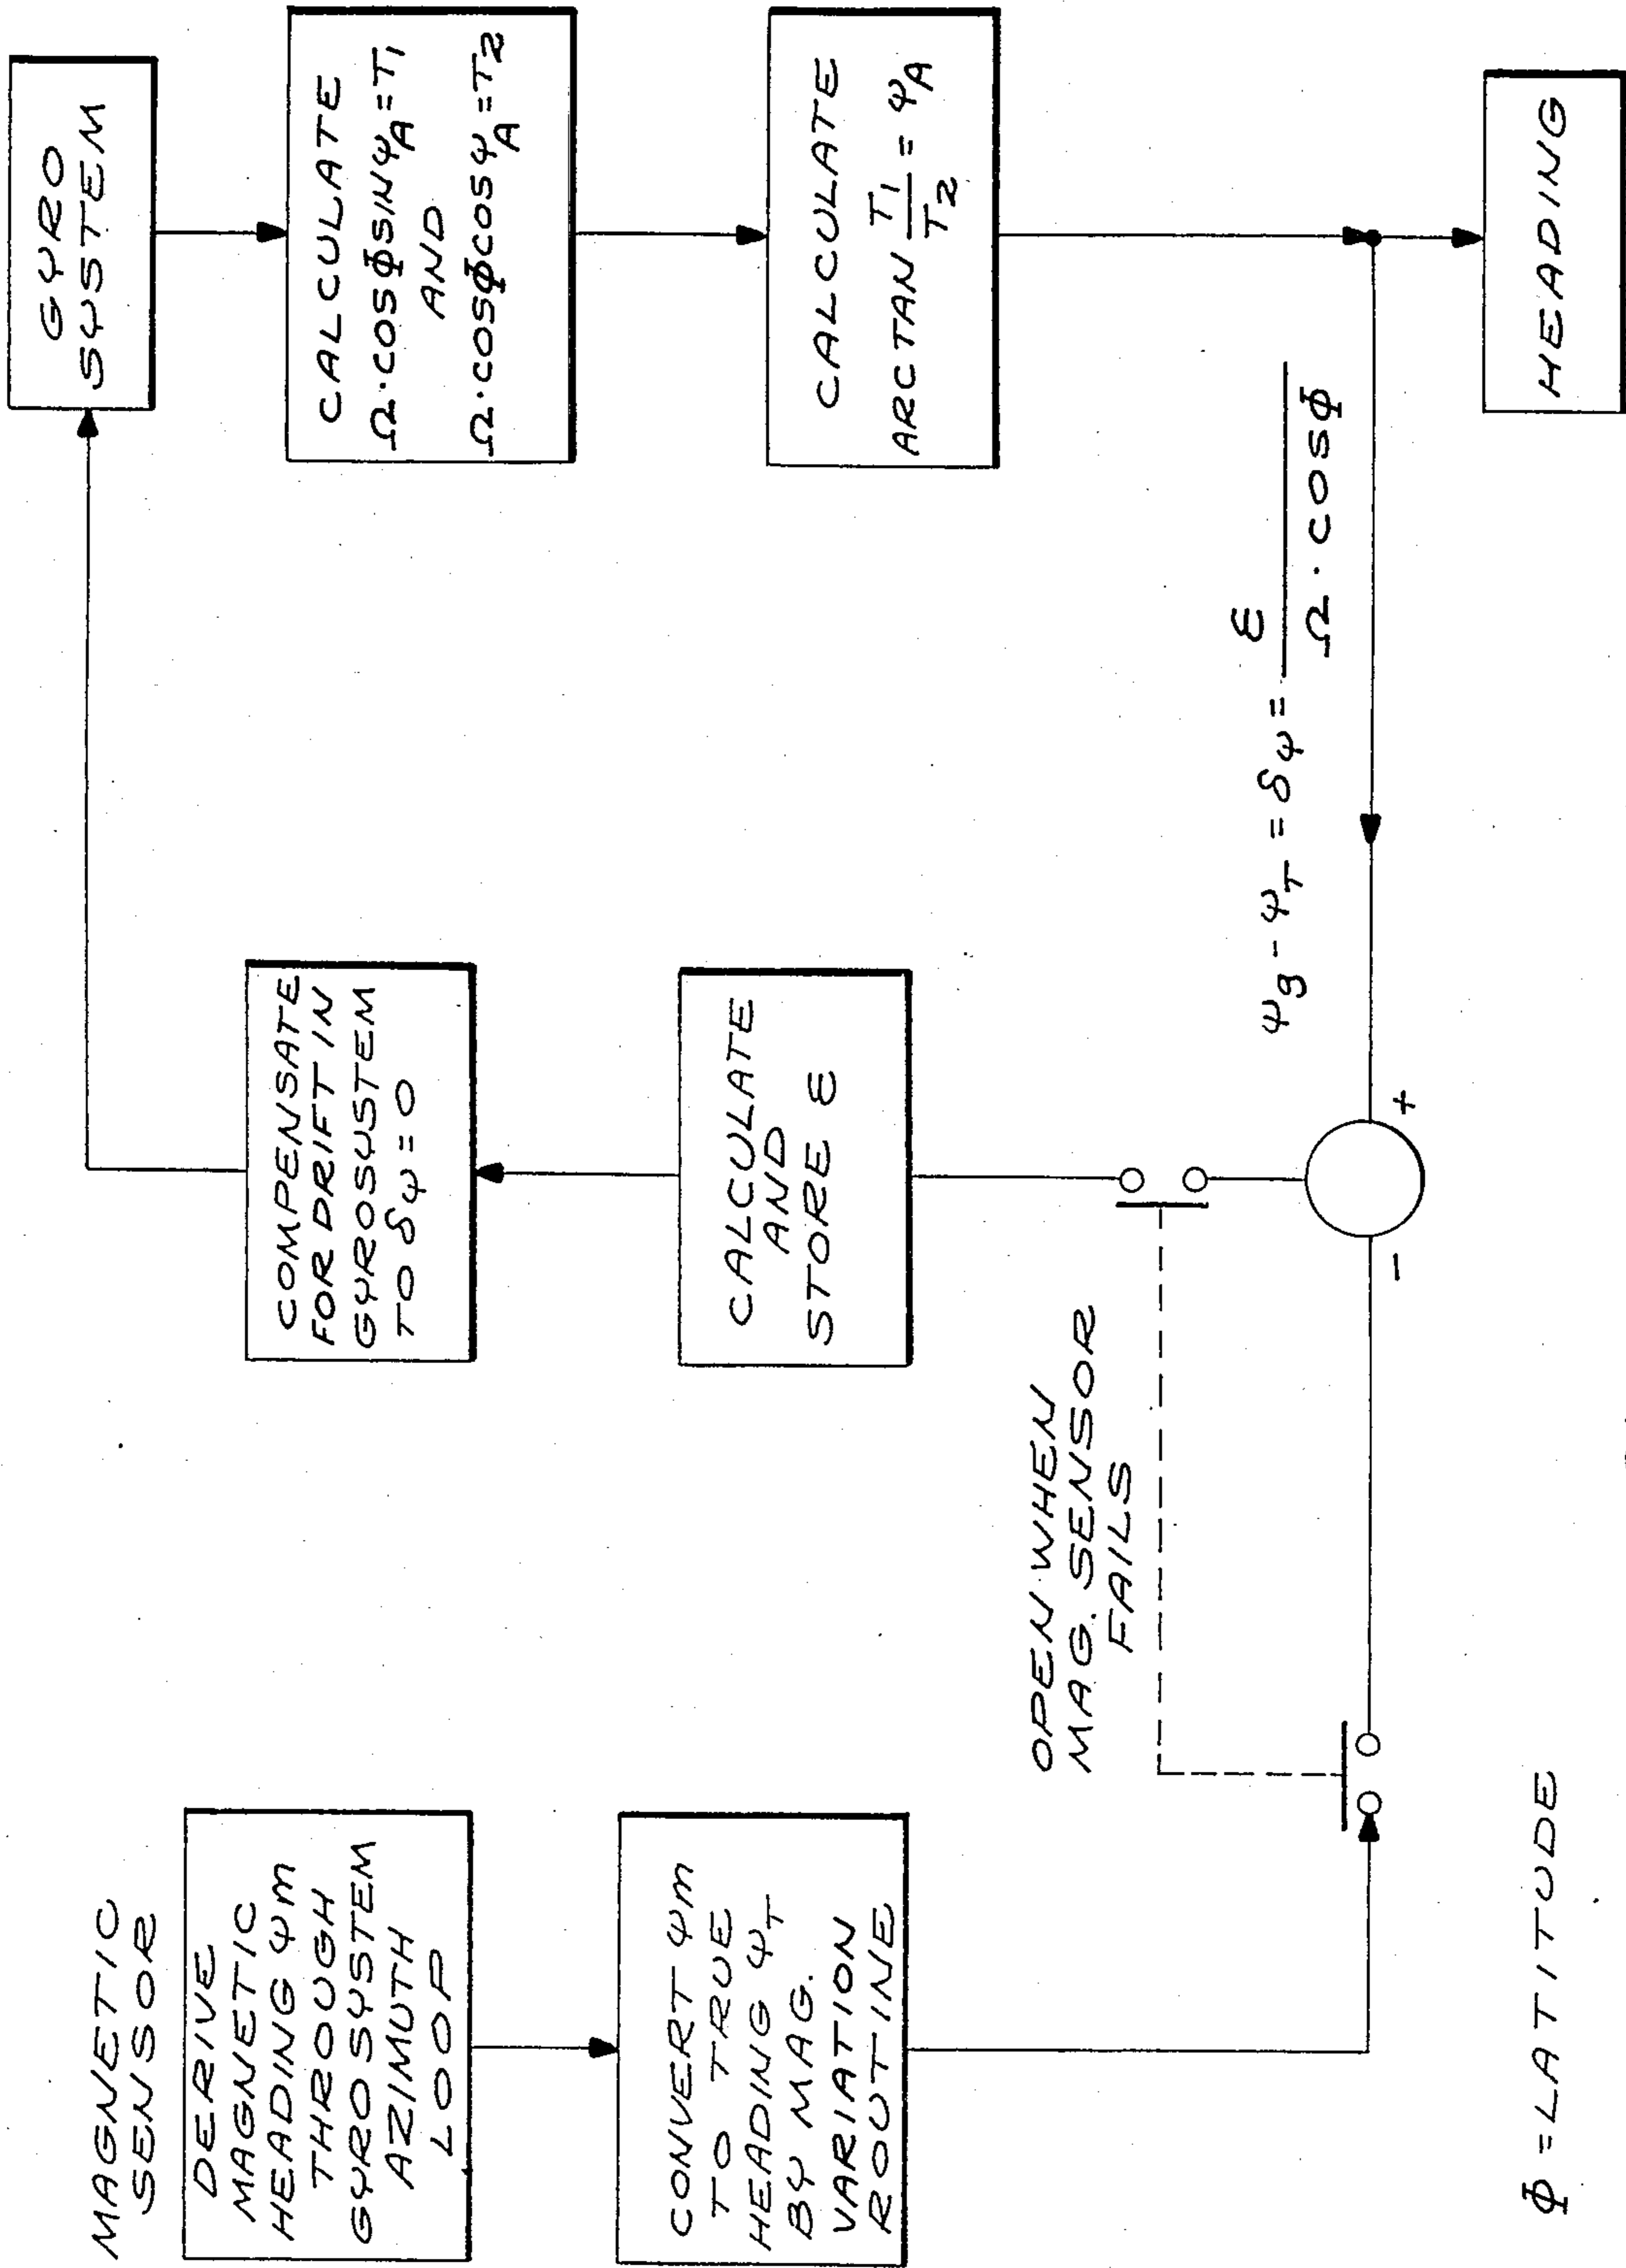 MAGNETIC
SENSOR
DERIVE
MAGNETIC
HEADING Ψm
THROUGH
GYROSYSTEM
AZIMUTH
LOOP
CONVERT Ψm
TO TRUE
HEADING ΨT
BY MAG.
VARIATION
ROUTINE
OPEN WHEN
MAG. SENSOR
FAILS
COMPENSATE
FOR DRIFT IN
GYROSYSTEM
TO δΨ=0
CALCULATE
AND
STORE ε
- +
Ψg - ΨT = δΨ = ε / Ω·COSΦ
GYRO
SYSTEM
CALCULATE
Ω·COSΦSINΨA=T1
AND
Ω·COSΦCOSΨA=T2
CALCULATE
ARCTAN T1/T2 = ΨA
HEADING
Φ=LATITUDE